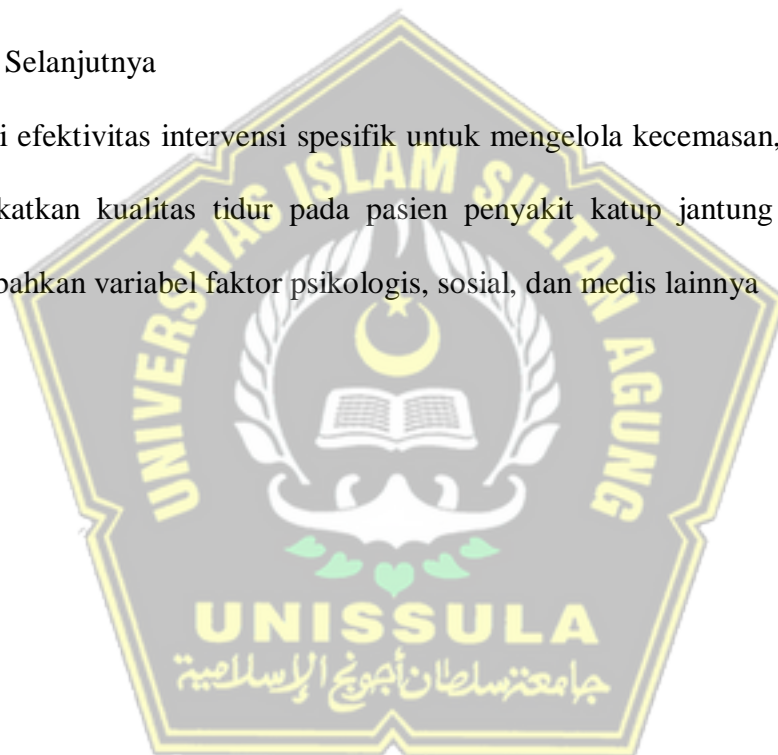 Selanjutnya
i efektivitas intervensi spesifik untuk mengelola kecemasan,
katkan kualitas tidur pada pasien penyakit katup jantung
bahkan variabel faktor psikologis, sosial, dan medis lainnya
UNIVERSITAS ISLAM SULTAN AGUNG
UNISSULA
جامعة سلطان أجونج الإسلامية